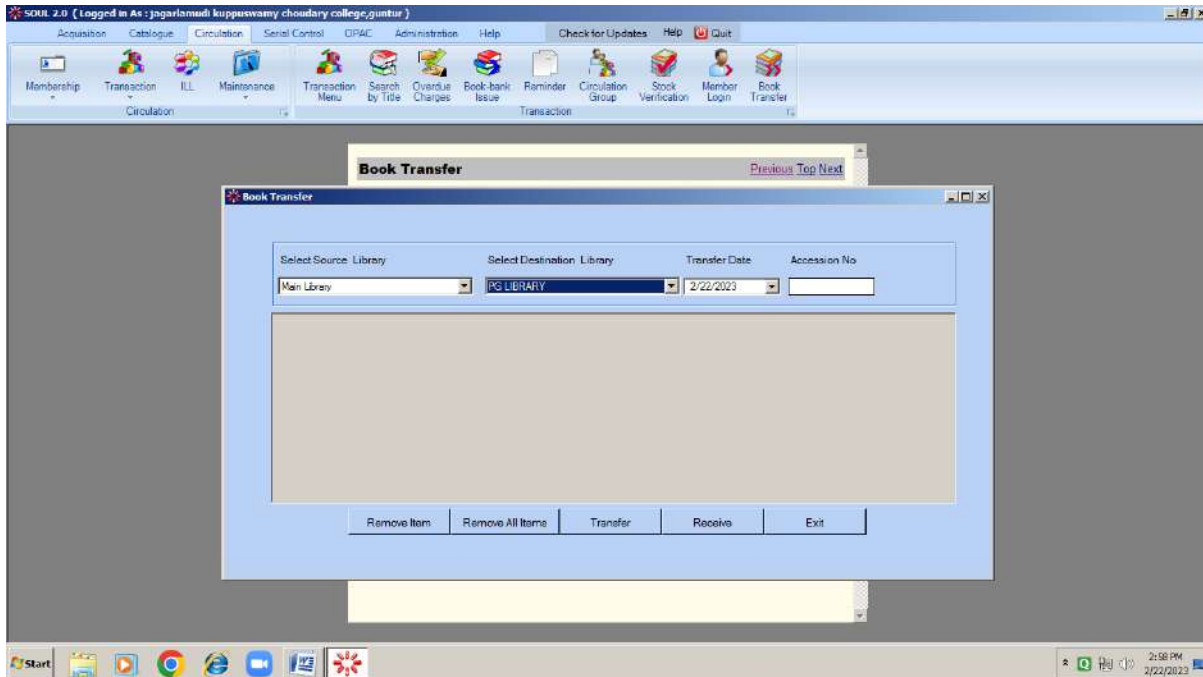 SOUL 2.0 ( Logged in As : jagarlamudi kuppuswamy choudary college,guntur )
Acquisition Catalogue Circulation Serial Control OPAC Administration Help Check for Updates Help Quit
Membership Transaction ILL Maintenance Transaction Menu Search by Title Overdue Charges Book-bank Issue Reminder Circulation Group Stock Verification Member Login Book Transfer
Circulation Transaction
Book Transfer Previous Top Next
Book Transfer
Select Source Library Select Destination Library Transfer Date Accession No
Main Library PG LIBRARY 2/22/2023
Remove Item Remove All Items Transfer Receive Exit
Start 2:58 PM
2/22/2023